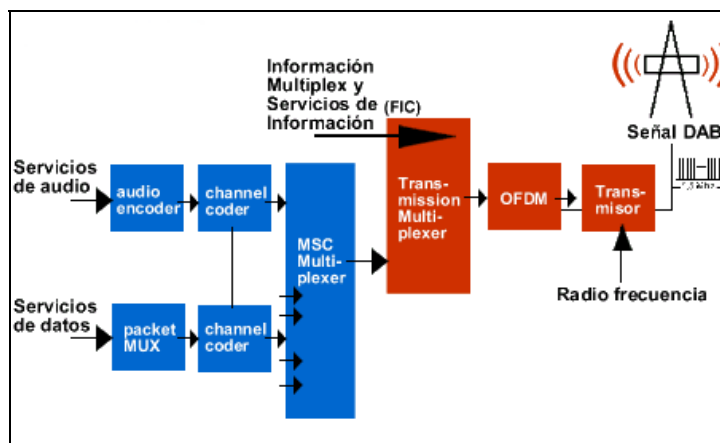 Información
Multiplex y
Servicios de
Información (FIC)
Señal DAB
Servicios
de audio
audio
encoder
channel
coder
MSC
Multi-
plexer
Trans-
mission
Multi-
plexer
OFDM
Trans-
misor
Radio frecuencia
Servicios
de datos
packet
MUX
channel
coder